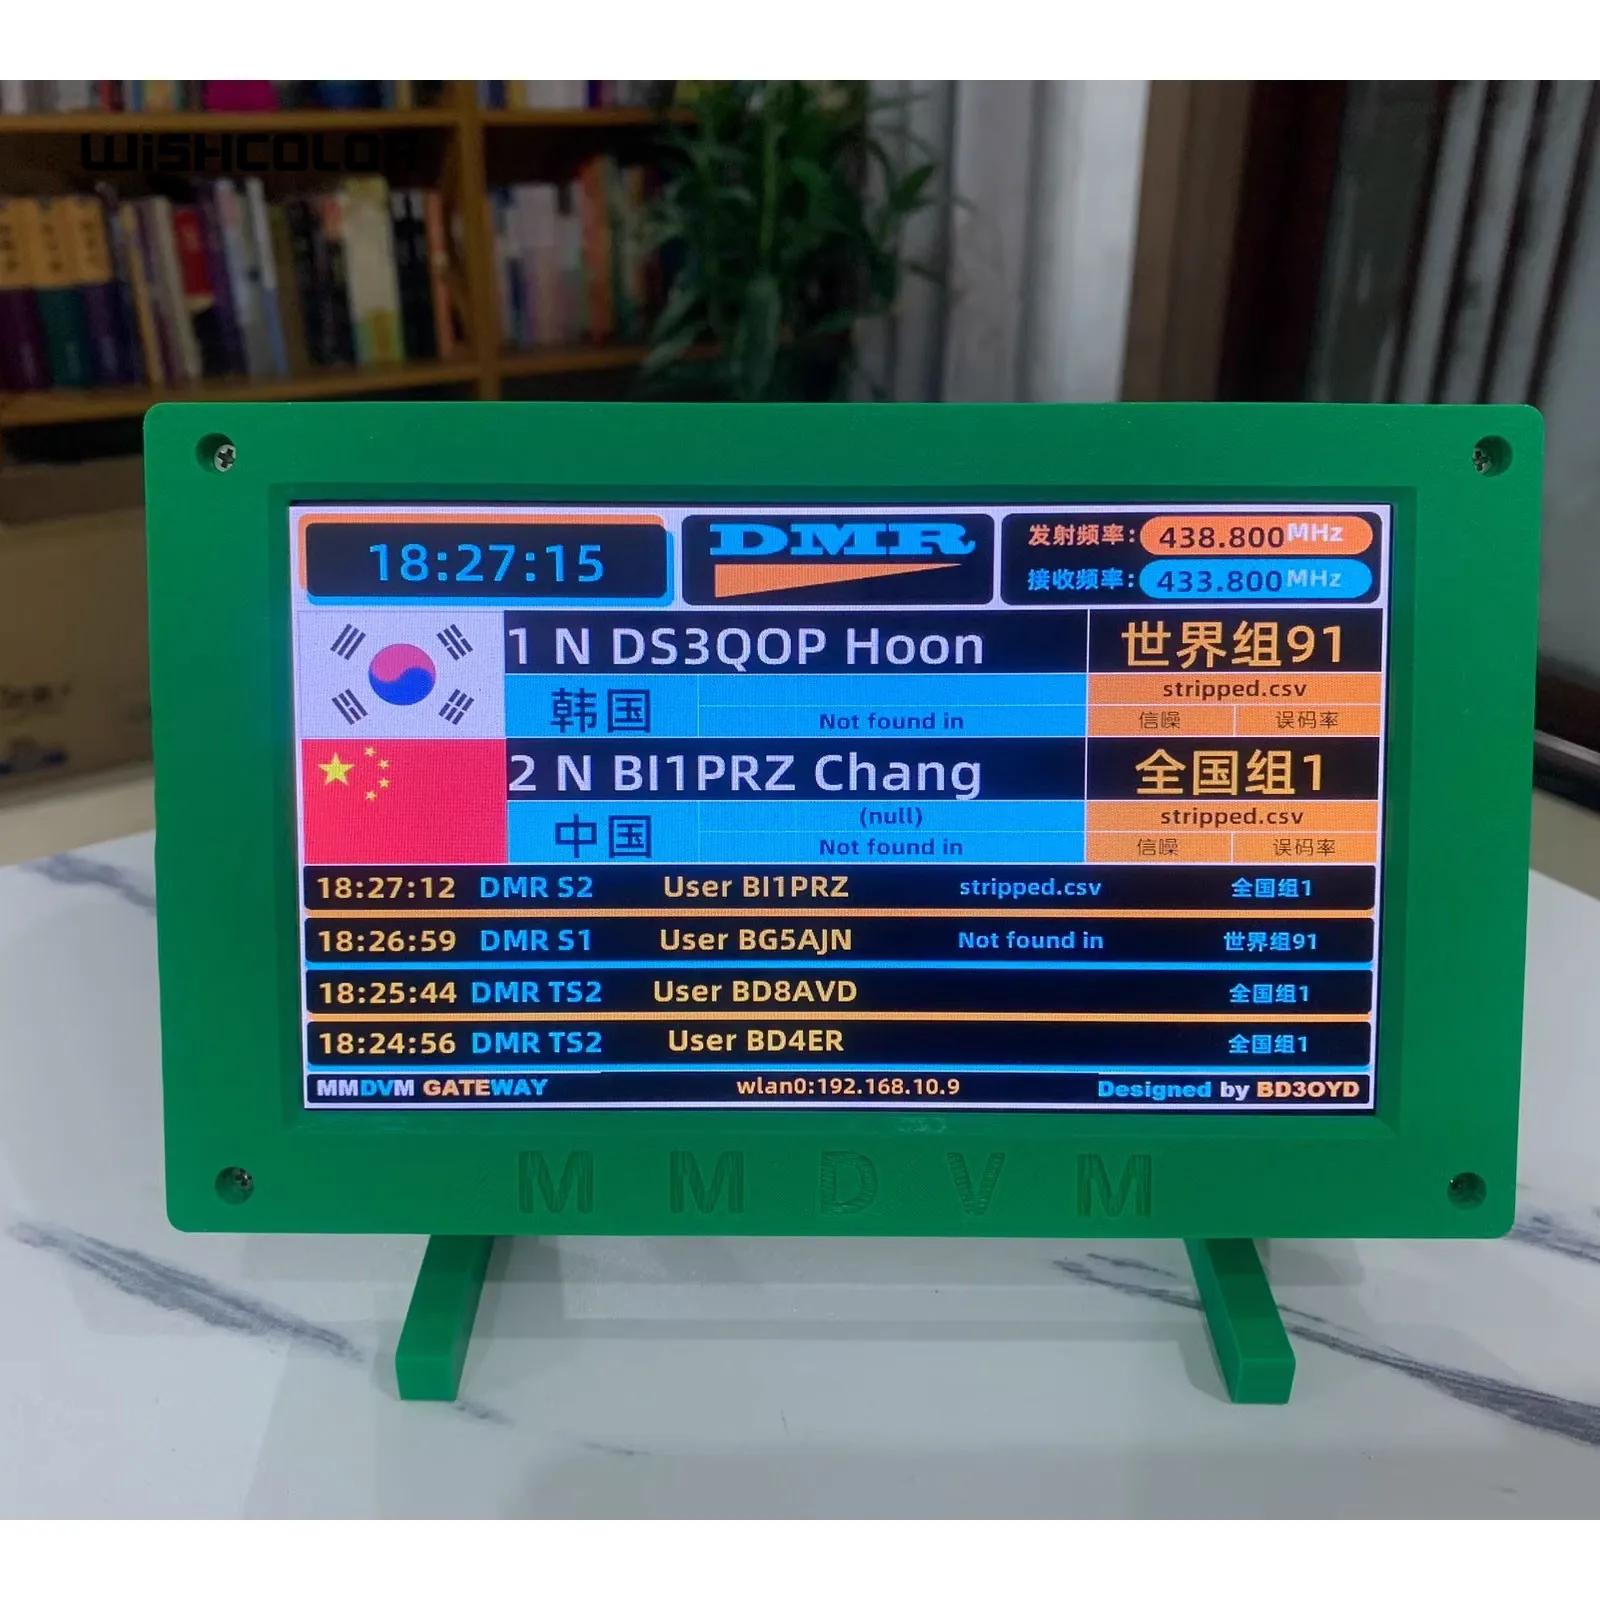 WiSHCOLOR
18:27:15
DMR
发射频率: 438.800MHz
接收频率: 433.800MHz
1 N DS3QOP Hoon
世界组91
韩国
Not found in
stripped.csv
信噪 误码率
2 N BI1PRZ Chang
全国组1
中国
(null)
Not found in
stripped.csv
信噪 误码率
18:27:12 DMR S2 User BI1PRZ stripped.csv 全国组1
18:26:59 DMR S1 User BG5AJN Not found in 世界组91
18:25:44 DMR TS2 User BD8AVD 全国组1
18:24:56 DMR TS2 User BD4ER 全国组1
MMDVM GATEWAY wlan0:192.168.10.9 Designed by BD3OYD
MMDVM